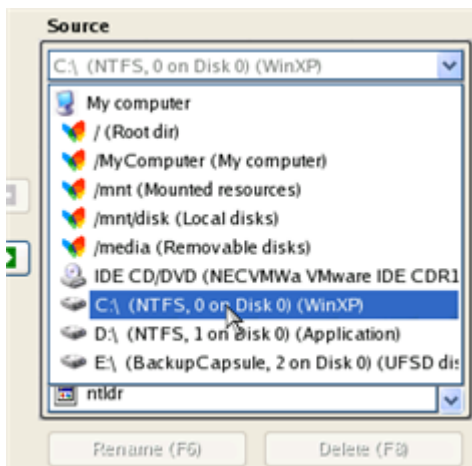 Source
C:\ (NTFS, 0 on Disk 0) (WinXP)
My computer
/ (Root dir)
/MyComputer (My computer)
/mnt (Mounted resources)
/mnt/disk (Local disks)
/media (Removable disks)
IDE CD/DVD (NECVMWa VMware IDE CDR1
C:\ (NTFS, 0 on Disk 0) (WinXP)
D:\ (NTFS, 1 on Disk 0) (Application)
E:\ (BackupCapsule, 2 on Disk 0) (UFSD dis
ntldr
Rename (F6) Delete (F8)